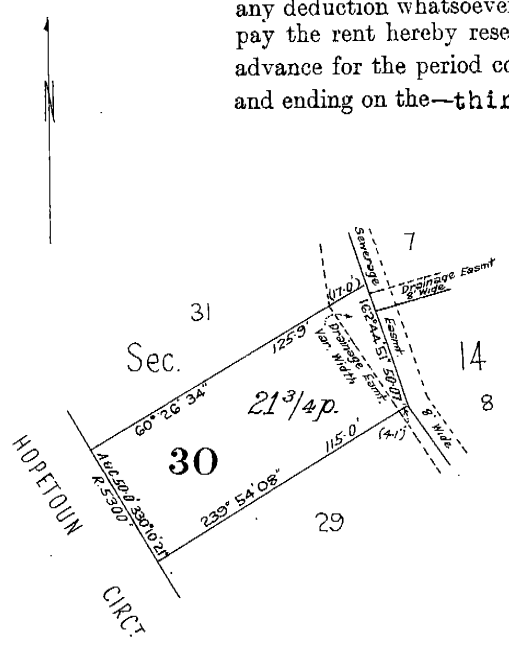 any deduction whatsoever
pay the rent hereby rese
advance for the period co
and ending on the—thir
N
31
Sec.
60° 26' 34"
125·9'
(17·0')
Sewerage
Easmt.
8' Wide
7
Drainage Easmt
8' Wide
162° 44' 51" 50·07'
14
8
Drainage Easmt.
Var. Width
21 3/4 p.
30
A&C 50·0' 330° 10' 21"
R. 5300'
239° 54' 08"
115·0'
(4·1')
29
HOPETOUN
CIRCT